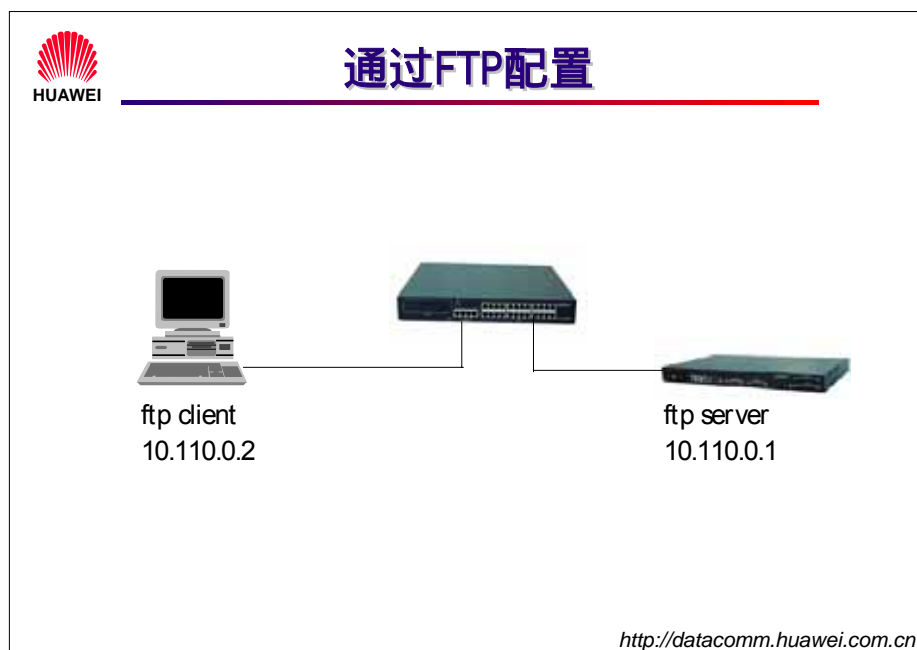 HUAWEI
通过FTP配置
ftp client
10.110.0.2
ftp server
10.110.0.1
http://datacomm.huawei.com.cn